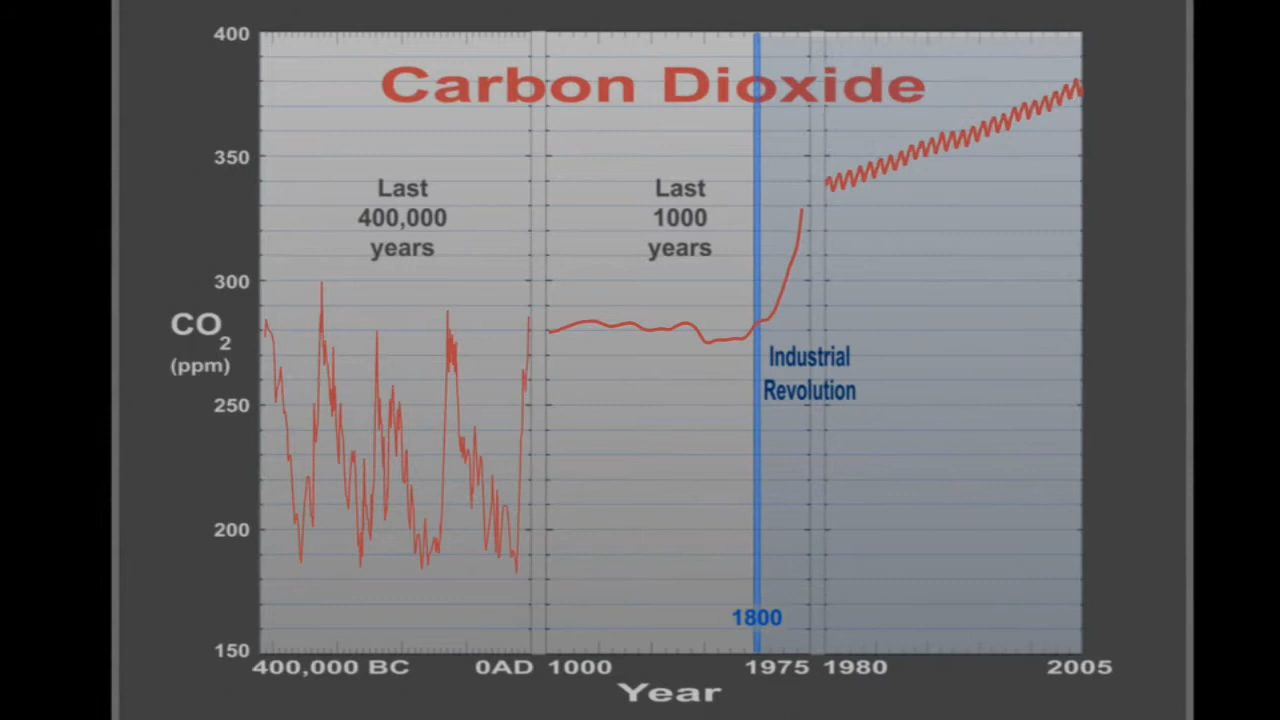 Carbon Dioxide
400
350
300
250
200
150
CO2
(ppm)
Last
400,000
years
Last
1000
years
Industrial
Revolution
1800
400,000 BC
0AD
1000
1975
1980
2005
Year